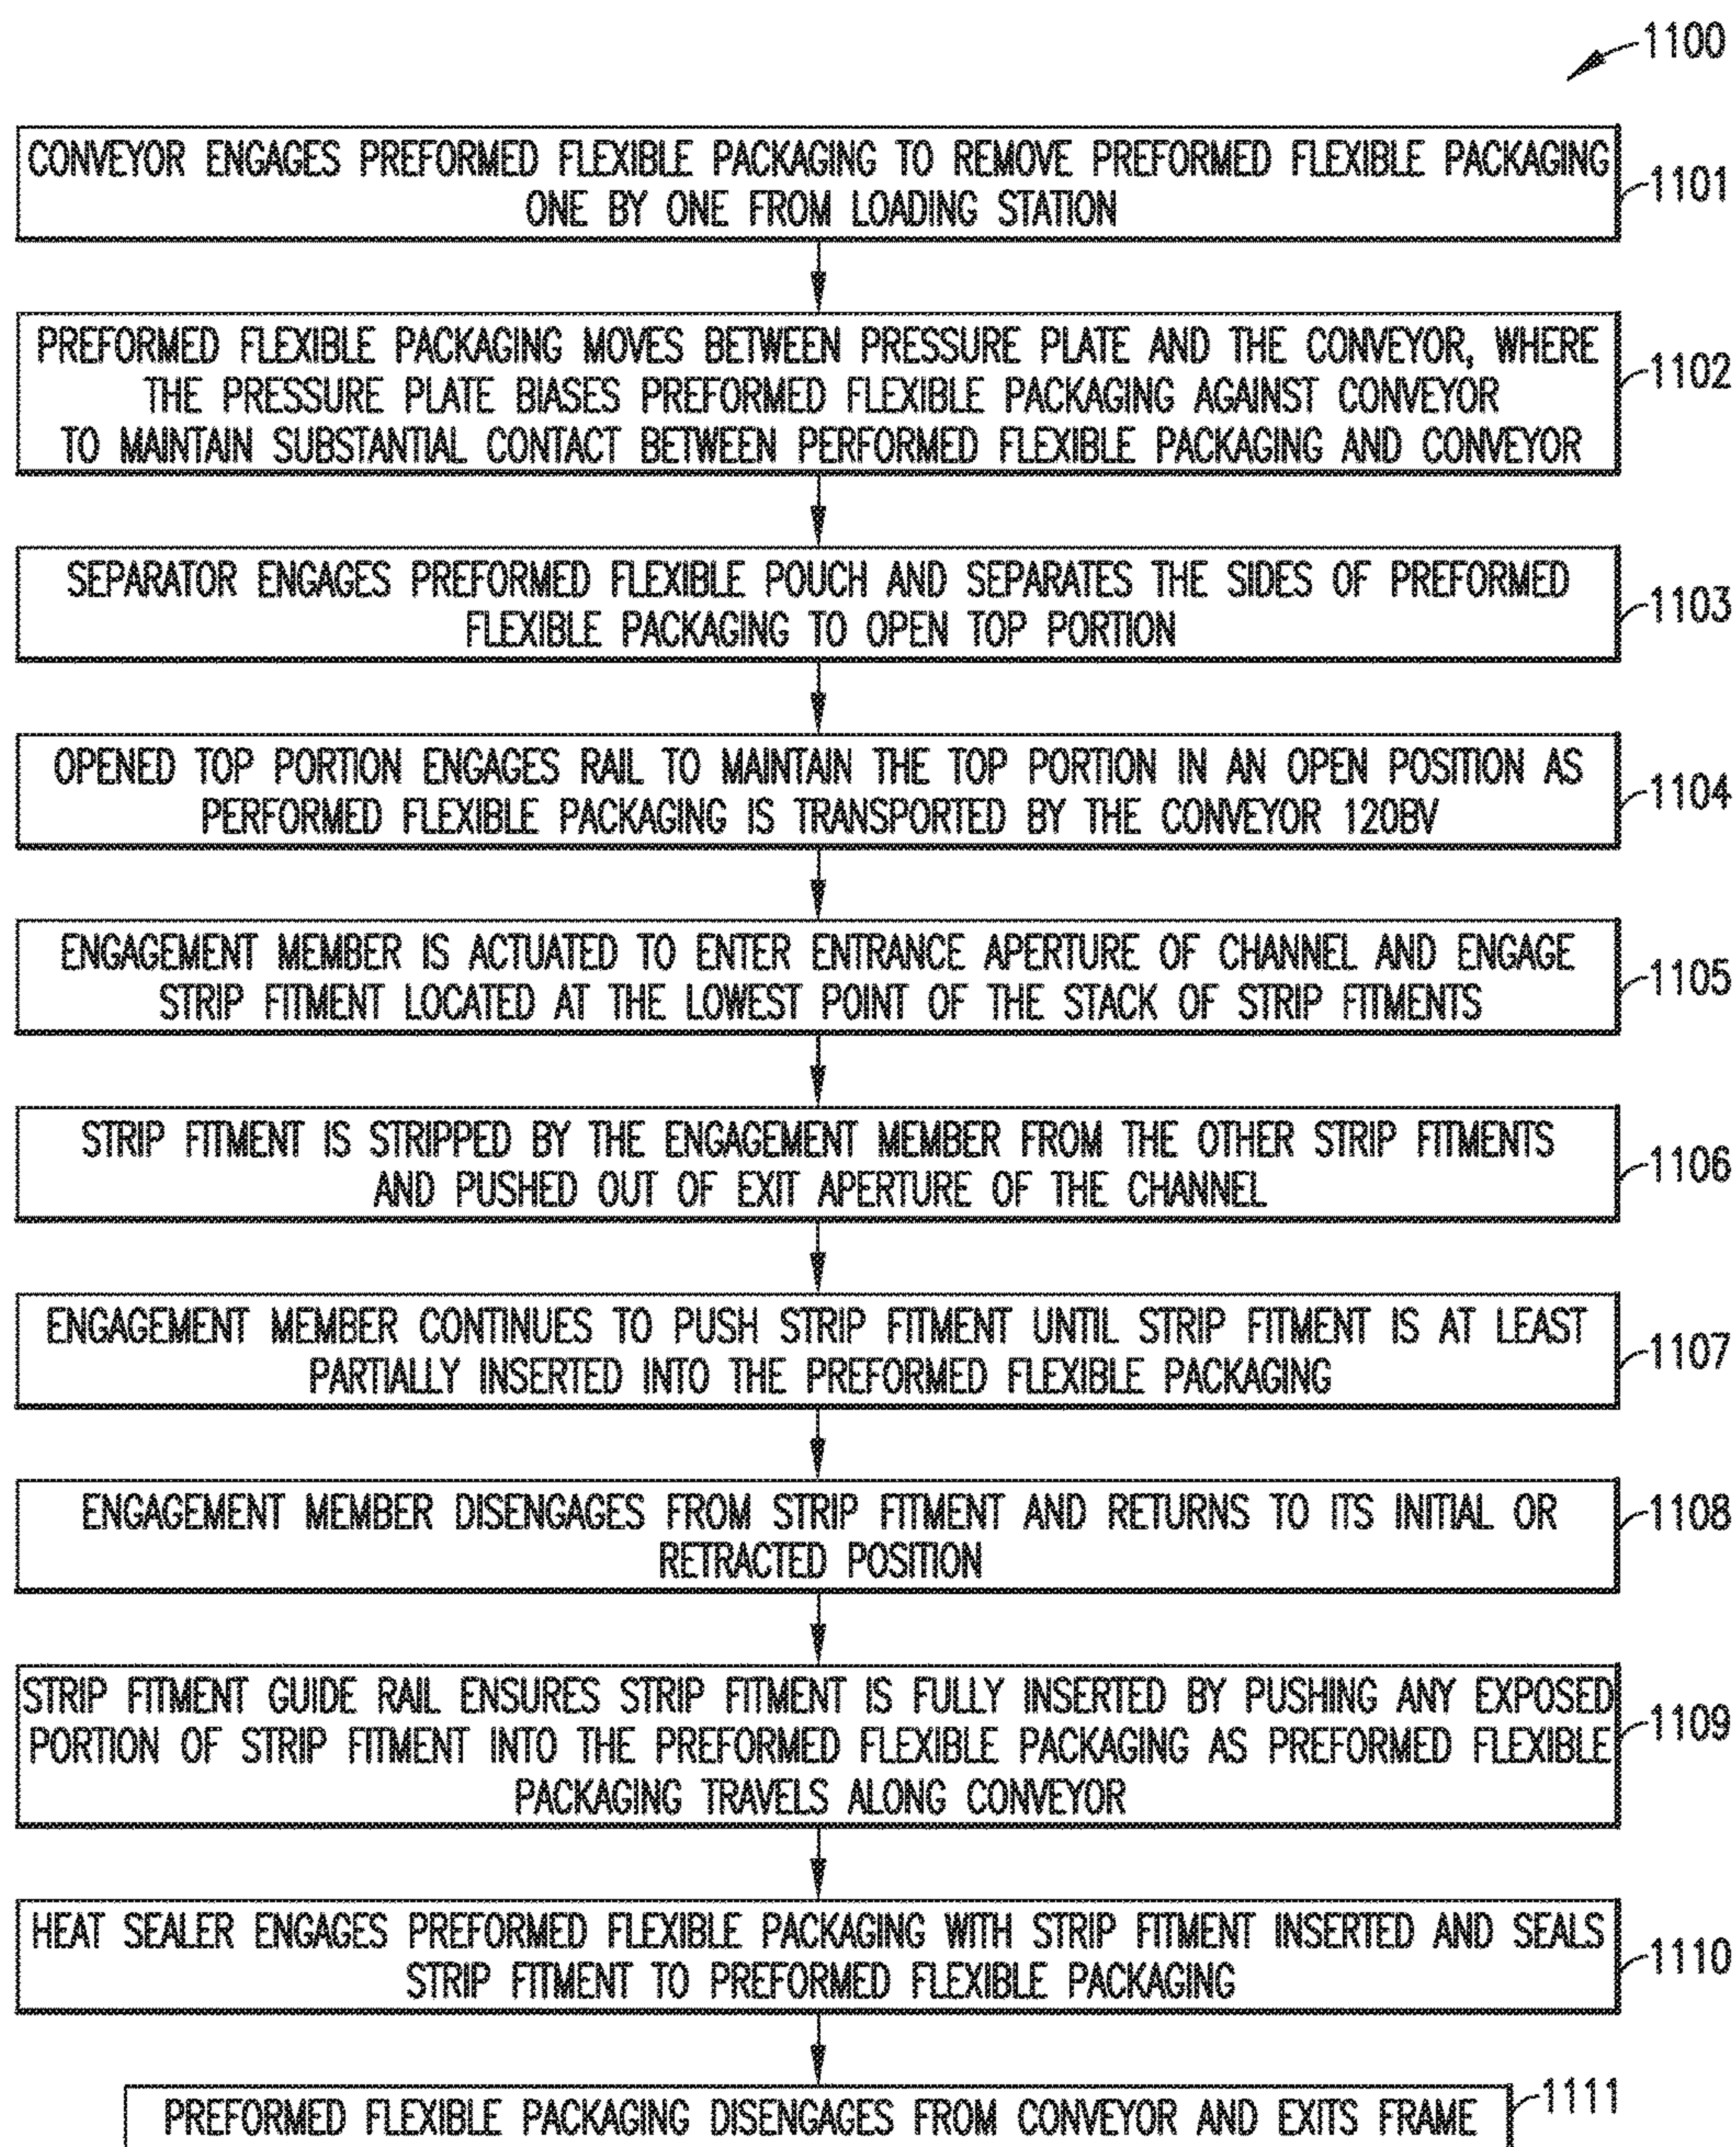 1100
CONVEYOR ENGAGES PREFORMED FLEXIBLE PACKAGING TO REMOVE PREFORMED FLEXIBLE PACKAGING
ONE BY ONE FROM LOADING STATION
1101
PREFORMED FLEXIBLE PACKAGING MOVES BETWEEN PRESSURE PLATE AND THE CONVEYOR, WHERE
THE PRESSURE PLATE BIASES PREFORMED FLEXIBLE PACKAGING AGAINST CONVEYOR
TO MAINTAIN SUBSTANTIAL CONTACT BETWEEN PERFORMED FLEXIBLE PACKAGING AND CONVEYOR
1102
SEPARATOR ENGAGES PREFORMED FLEXIBLE POUCH AND SEPARATES THE SIDES OF PREFORMED
FLEXIBLE PACKAGING TO OPEN TOP PORTION
1103
OPENED TOP PORTION ENGAGES RAIL TO MAINTAIN THE TOP PORTION IN AN OPEN POSITION AS
PERFORMED FLEXIBLE PACKAGING IS TRANSPORTED BY THE CONVEYOR 120BV
1104
ENGAGEMENT MEMBER IS ACTUATED TO ENTER ENTRANCE APERTURE OF CHANNEL AND ENGAGE
STRIP FITMENT LOCATED AT THE LOWEST POINT OF THE STACK OF STRIP FITMENTS
1105
STRIP FITMENT IS STRIPPED BY THE ENGAGEMENT MEMBER FROM THE OTHER STRIP FITMENTS
AND PUSHED OUT OF EXIT APERTURE OF THE CHANNEL
1106
ENGAGEMENT MEMBER CONTINUES TO PUSH STRIP FITMENT UNTIL STRIP FITMENT IS AT LEAST
PARTIALLY INSERTED INTO THE PREFORMED FLEXIBLE PACKAGING
1107
ENGAGEMENT MEMBER DISENGAGES FROM STRIP FITMENT AND RETURNS TO ITS INITIAL OR
RETRACTED POSITION
1108
STRIP FITMENT GUIDE RAIL ENSURES STRIP FITMENT IS FULLY INSERTED BY PUSHING ANY EXPOSED
PORTION OF STRIP FITMENT INTO THE PREFORMED FLEXIBLE PACKAGING AS PREFORMED FLEXIBLE
PACKAGING TRAVELS ALONG CONVEYOR
1109
HEAT SEALER ENGAGES PREFORMED FLEXIBLE PACKAGING WITH STRIP FITMENT INSERTED AND SEALS
STRIP FITMENT TO PREFORMED FLEXIBLE PACKAGING
1110
PREFORMED FLEXIBLE PACKAGING DISENGAGES FROM CONVEYOR AND EXITS FRAME
1111